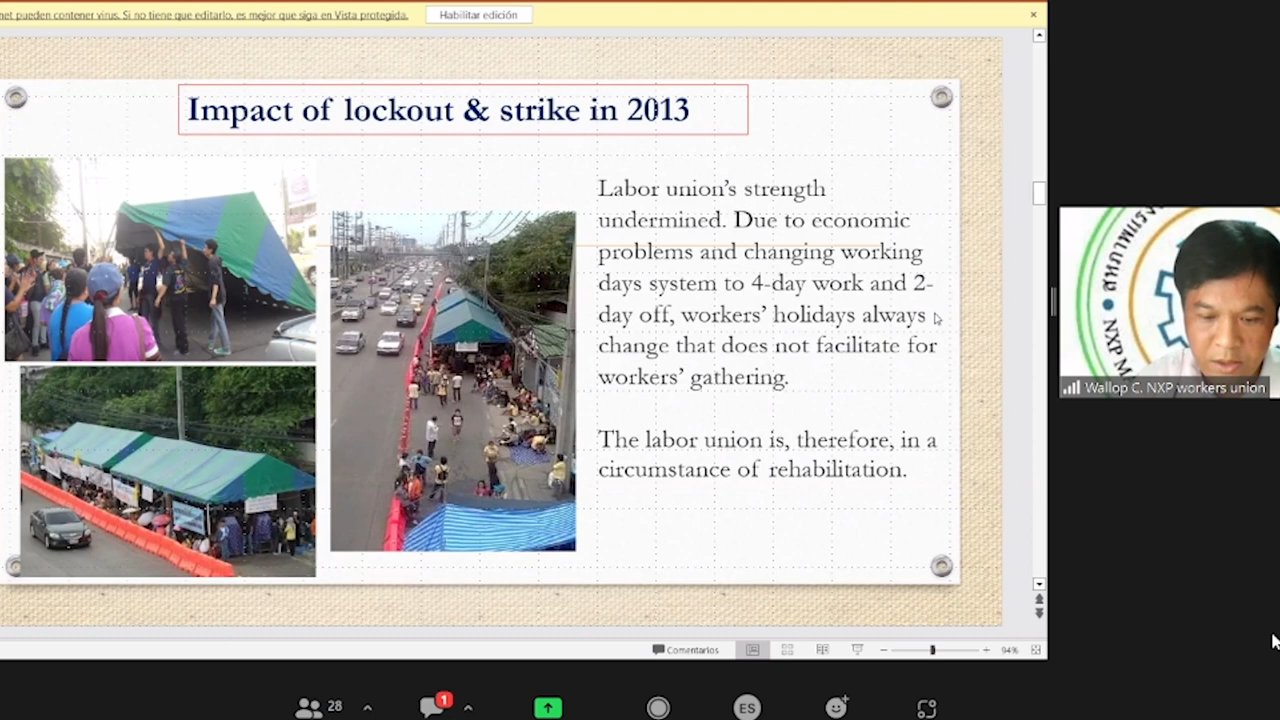 net pueden contener virus. Si no tiene que editarlo, es mejor que siga en Vista protegida.
Habilitar edición
Impact of lockout & strike in 2013
Labor union's strength
undermined. Due to economic
problems and changing working
days system to 4-day work and 2-
day off, workers' holidays always
change that does not facilitate for
workers' gathering.
The labor union is, therefore, in a
circumstance of rehabilitation.
NXP
Wallop C. NXP workers union
Comentarios
94%
28
1
ES